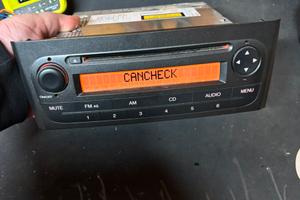 CANCHECK
MUTE FM AS AM CD AUDIO MENU
1 2 3 4 5 6